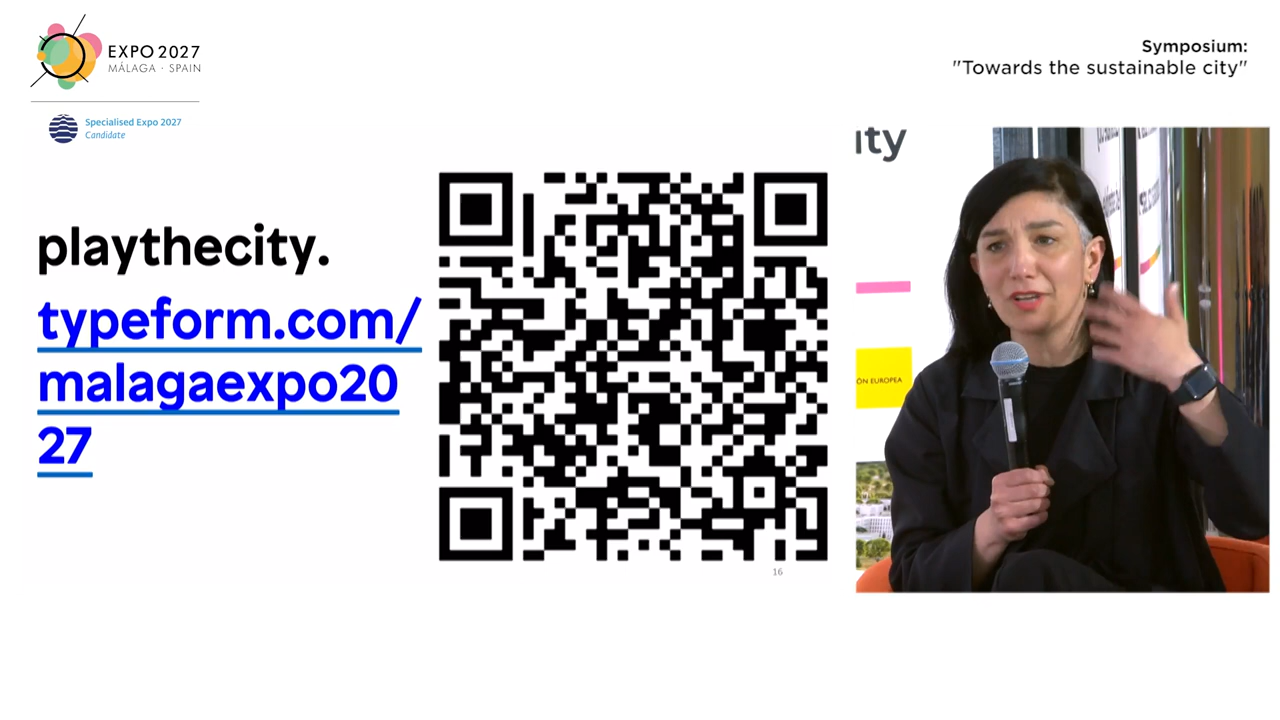 EXPO 2027
MÁLAGA · SPAIN
Specialised Expo 2027
Candidate
Symposium:
"Towards the sustainable city"
playthecity.
typeform.com/
malagaexpo20
27
16
ity
ÓN EUROPEA